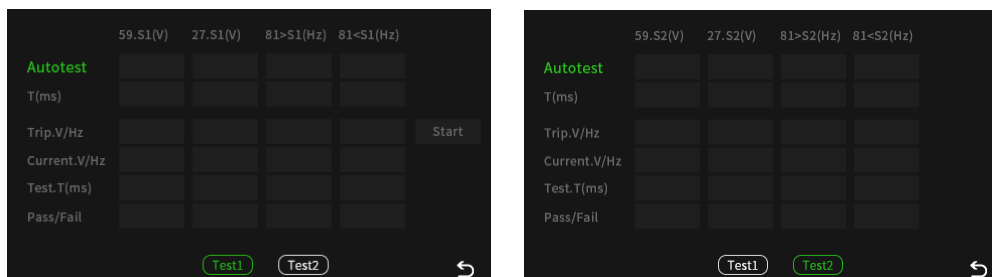 59.S1(V) 27.S1(V) 81>S1(Hz) 81<S1(Hz)
Autotest
T(ms)
Trip.V/Hz Start
Current.V/Hz
Test.T(ms)
Pass/Fail
Test1 Test2
59.S2(V) 27.S2(V) 81>S2(Hz) 81<S2(Hz)
Autotest
T(ms)
Trip.V/Hz
Current.V/Hz
Test.T(ms)
Pass/Fail
Test1 Test2